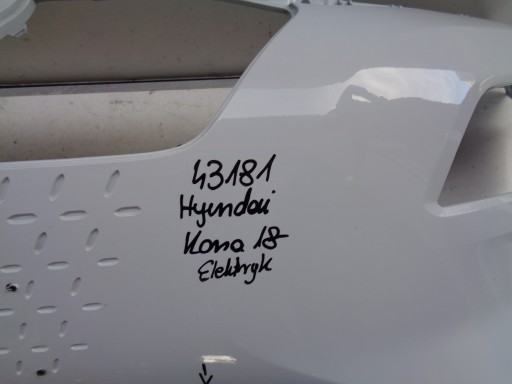 43181
Hyundai
Kona 18
Elektryk